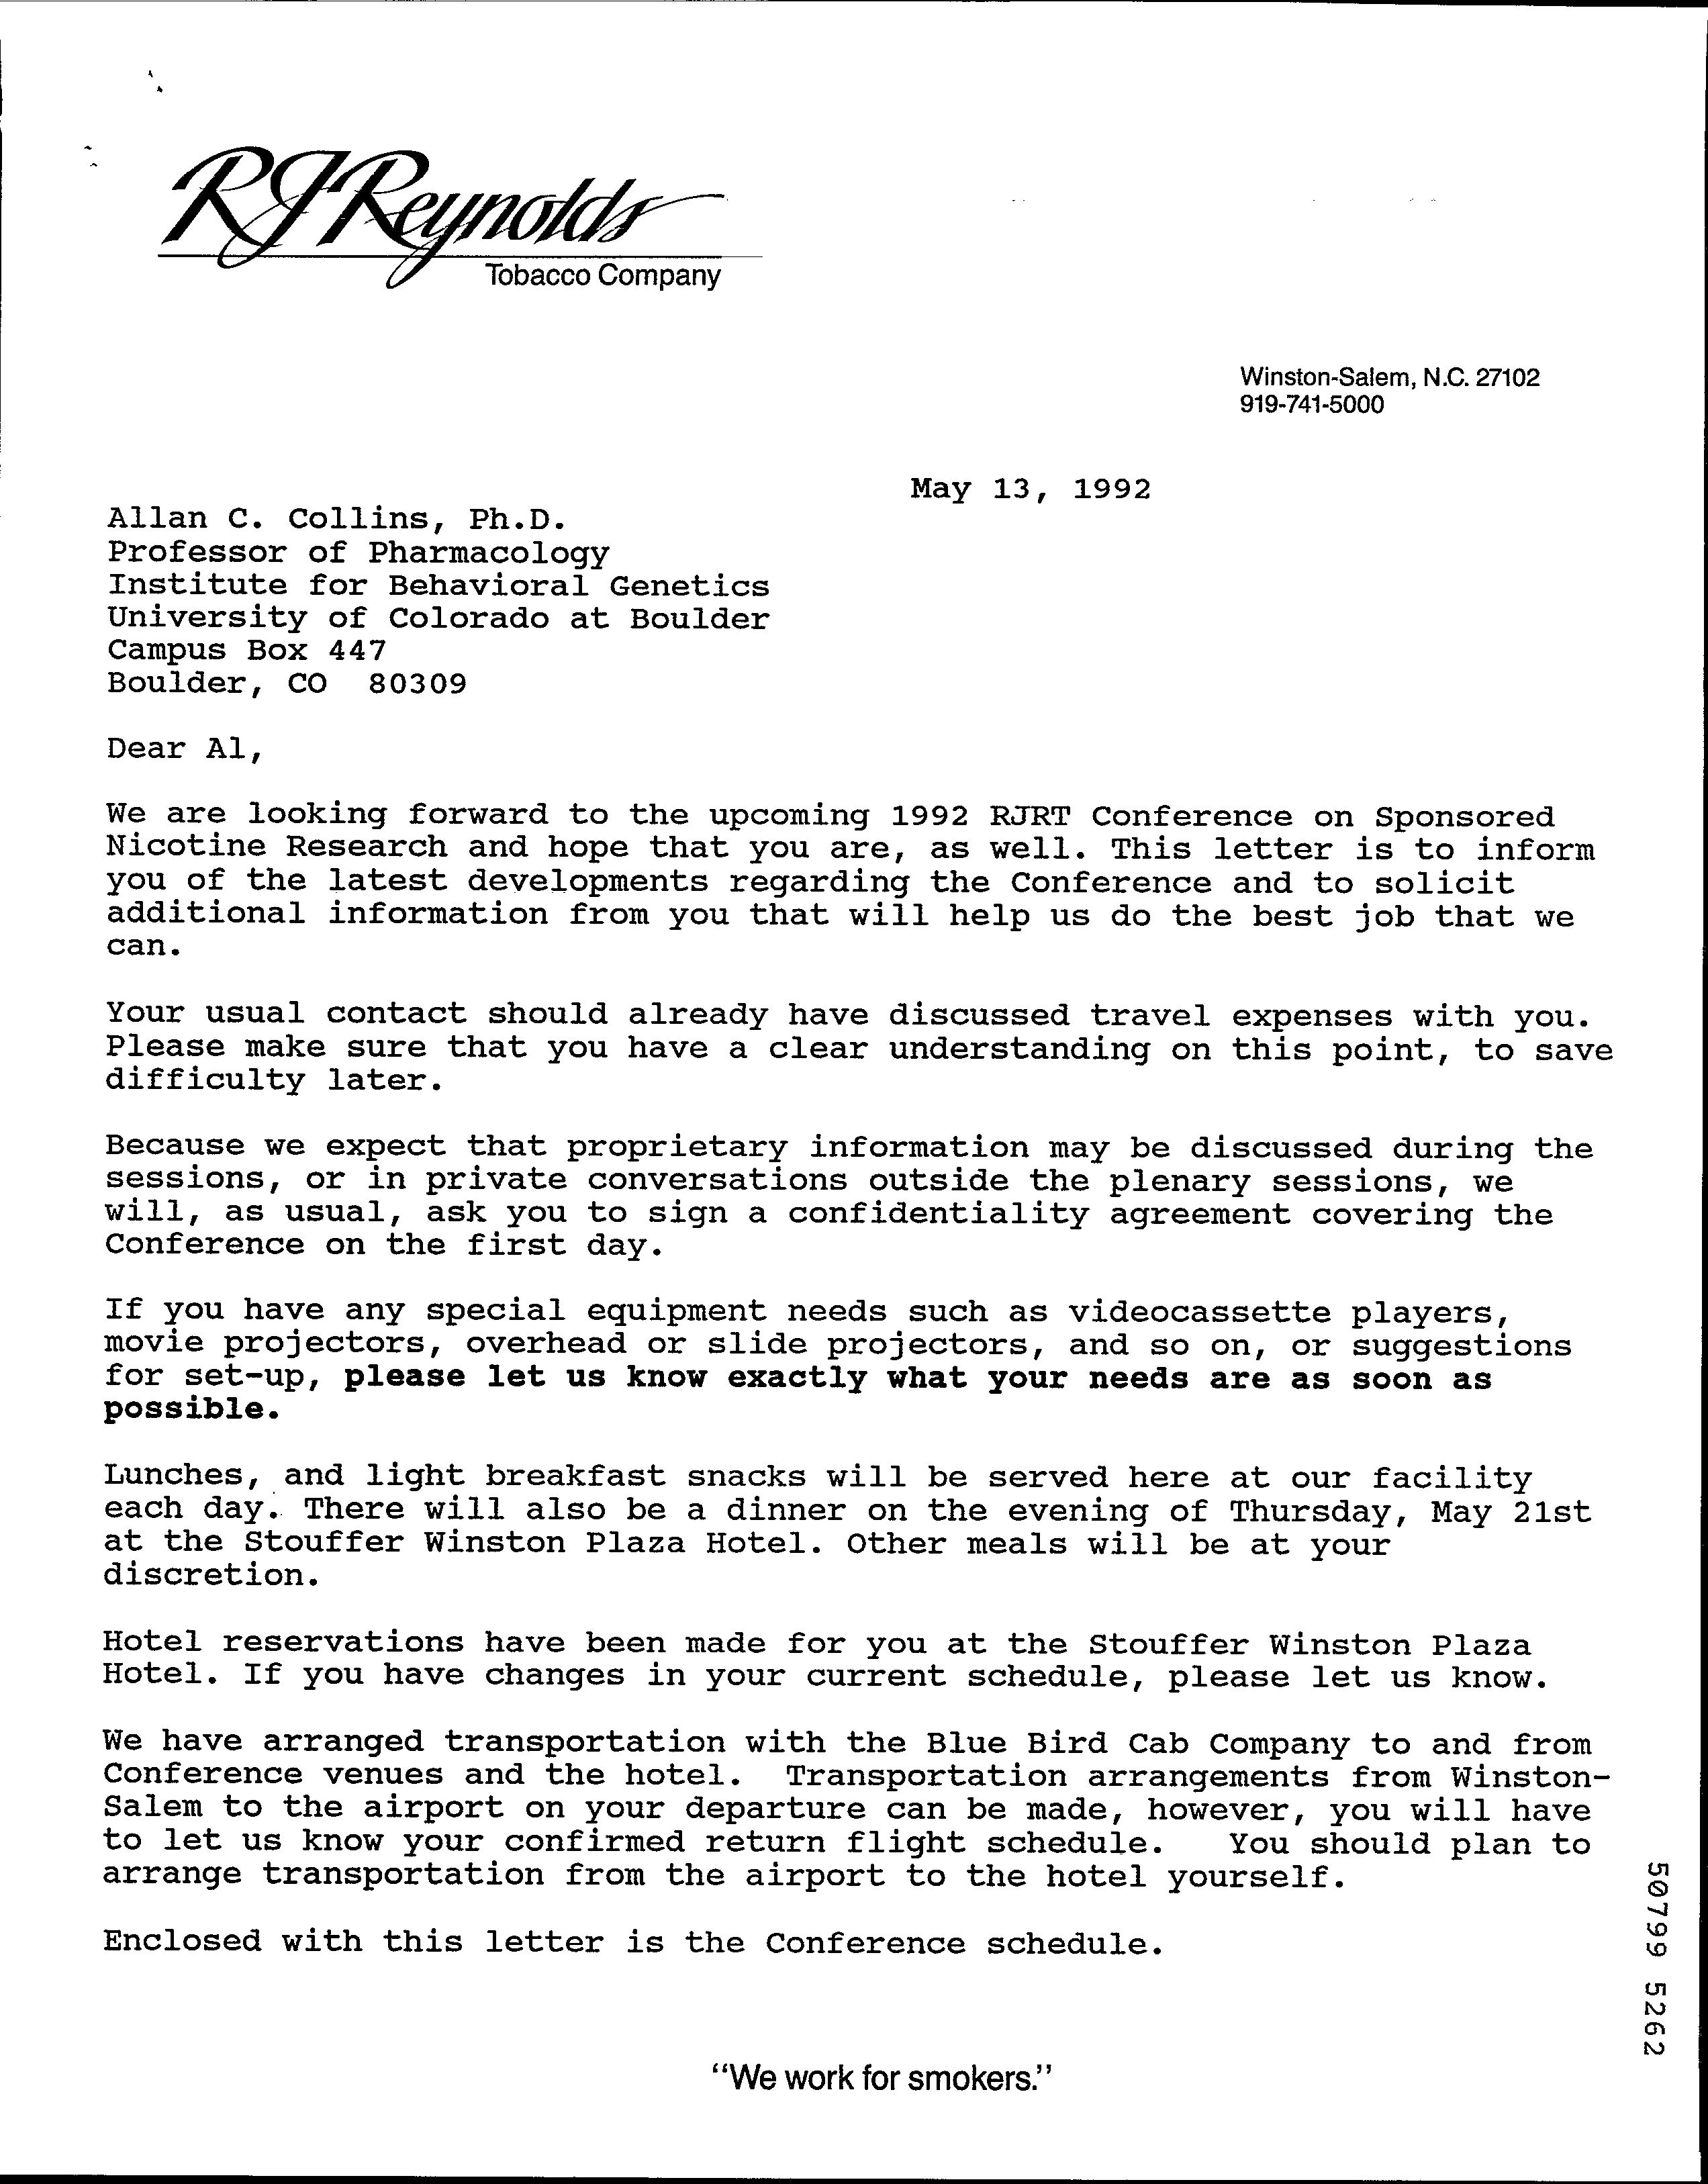 RJReynolds
Tobacco Company
Winston-Salem, N.C. 27102
919-741-5000
May 13, 1992
Allan C. Collins, Ph.D.
Professor of Pharmacology
Institute for Behavioral Genetics
University of Colorado at Boulder
Campus Box 447
Boulder, CO  80309
Dear Al,
We are looking forward to the upcoming 1992 RJRT Conference on Sponsored
Nicotine Research and hope that you are, as well. This letter is to inform
you of the latest developments regarding the Conference and to solicit
additional information from you that will help us do the best job that we
can.
Your usual contact should already have discussed travel expenses with you.
Please make sure that you have a clear understanding on this point, to save
difficulty later.
Because we expect that proprietary information may be discussed during the
sessions, or in private conversations outside the plenary sessions, we
will, as usual, ask you to sign a confidentiality agreement covering the
Conference on the first day.
If you have any special equipment needs such as videocassette players,
movie projectors, overhead or slide projectors, and so on, or suggestions
for set-up, please let us know exactly what your needs are as soon as
possible.
Lunches, and light breakfast snacks will be served here at our facility
each day. There will also be a dinner on the evening of Thursday, May 21st
at the Stouffer Winston Plaza Hotel. Other meals will be at your
discretion.
Hotel reservations have been made for you at the Stouffer Winston Plaza
Hotel. If you have changes in your current schedule, please let us know.
We have arranged transportation with the Blue Bird Cab Company to and from
Conference venues and the hotel.  Transportation arrangements from Winston-
Salem to the airport on your departure can be made, however, you will have
to let us know your confirmed return flight schedule.   You should plan to
arrange transportation from the airport to the hotel yourself.
Enclosed with this letter is the Conference schedule.
50799 5262
"We work for smokers."